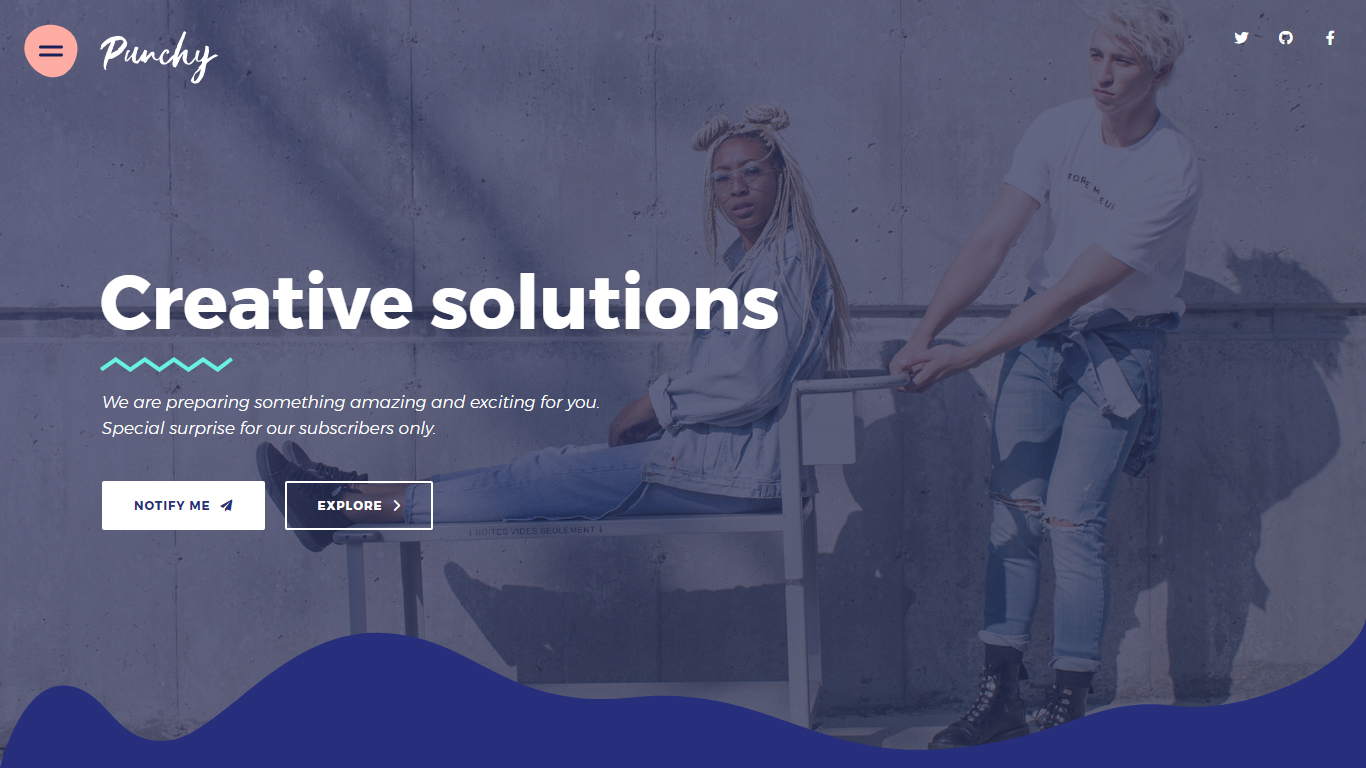 Punchy
FORE M
Creative solutions
We are preparing something amazing and exciting for you.
Special surprise for our subscribers only.
NOTIFY ME
EXPLORE
BOITES VIDES SEULEMENT